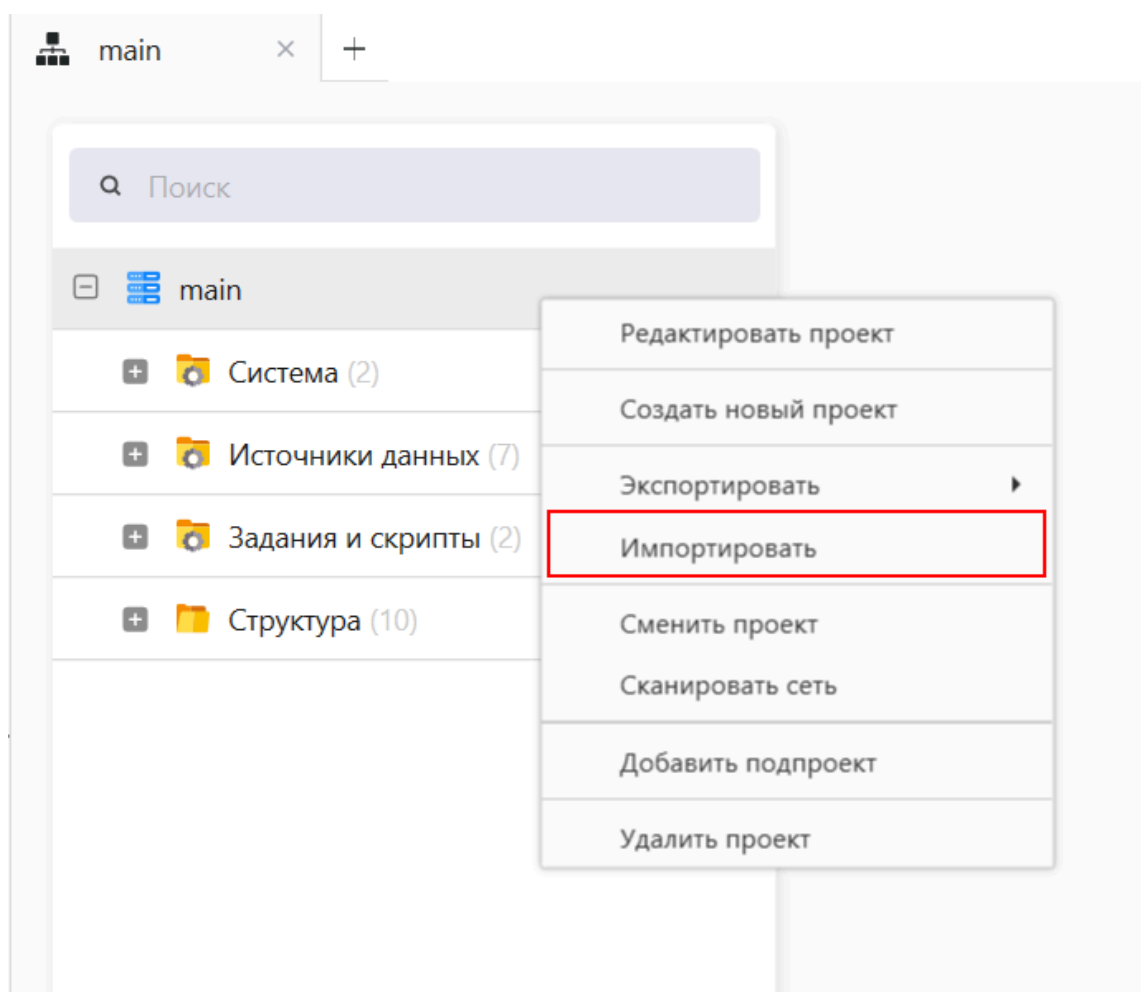 main
Поиск
main
Редактировать проект
Система (2)
Создать новый проект
Источники данных (7)
Экспортировать
Задания и скрипты (2)
Импортировать
Структура (10)
Сменить проект
Сканировать сеть
Добавить подпроект
Удалить проект